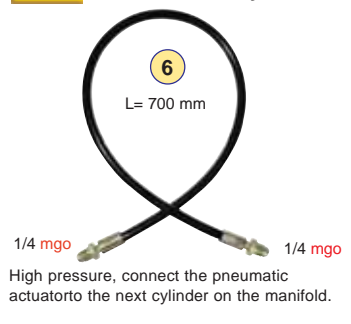 6
L= 700 mm
1/4 mgo
1/4 mgo
High pressure, connect the pneumatic
actuatorto the next cylinder on the manifold.